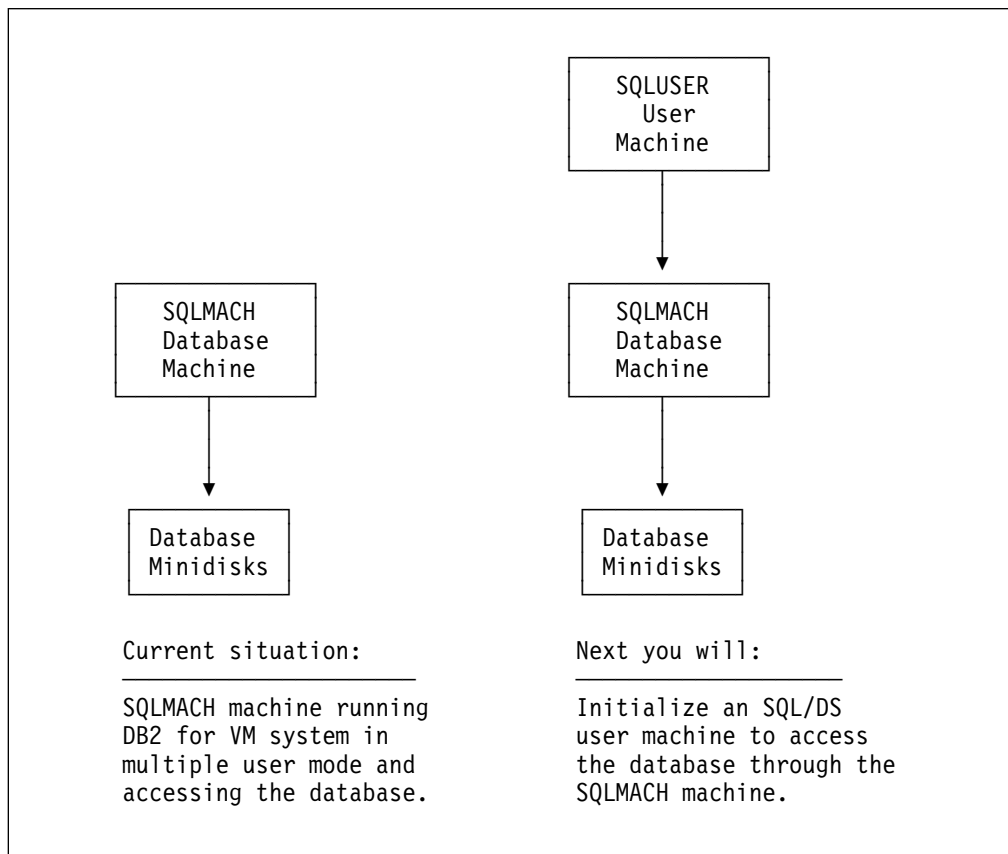 SQLUSER
User
Machine
SQLMACH
Database
Machine
SQLMACH
Database
Machine
Database
Minidisks
Database
Minidisks
Current situation:
SQLMACH machine running
DB2 for VM system in
multiple user mode and
accessing the database.
Next you will:
Initialize an SQL/DS
user machine to access
the database through the
SQLMACH machine.